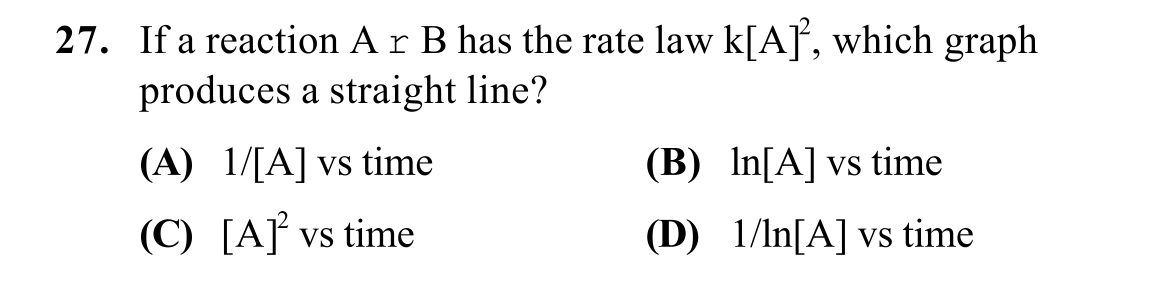 27. If a reaction A r B has the rate law k[A]², which graph
produces a straight line?
(A) 1/[A] vs time (B) ln[A] vs time
(C) [A]² vs time (D) 1/ln[A] vs time